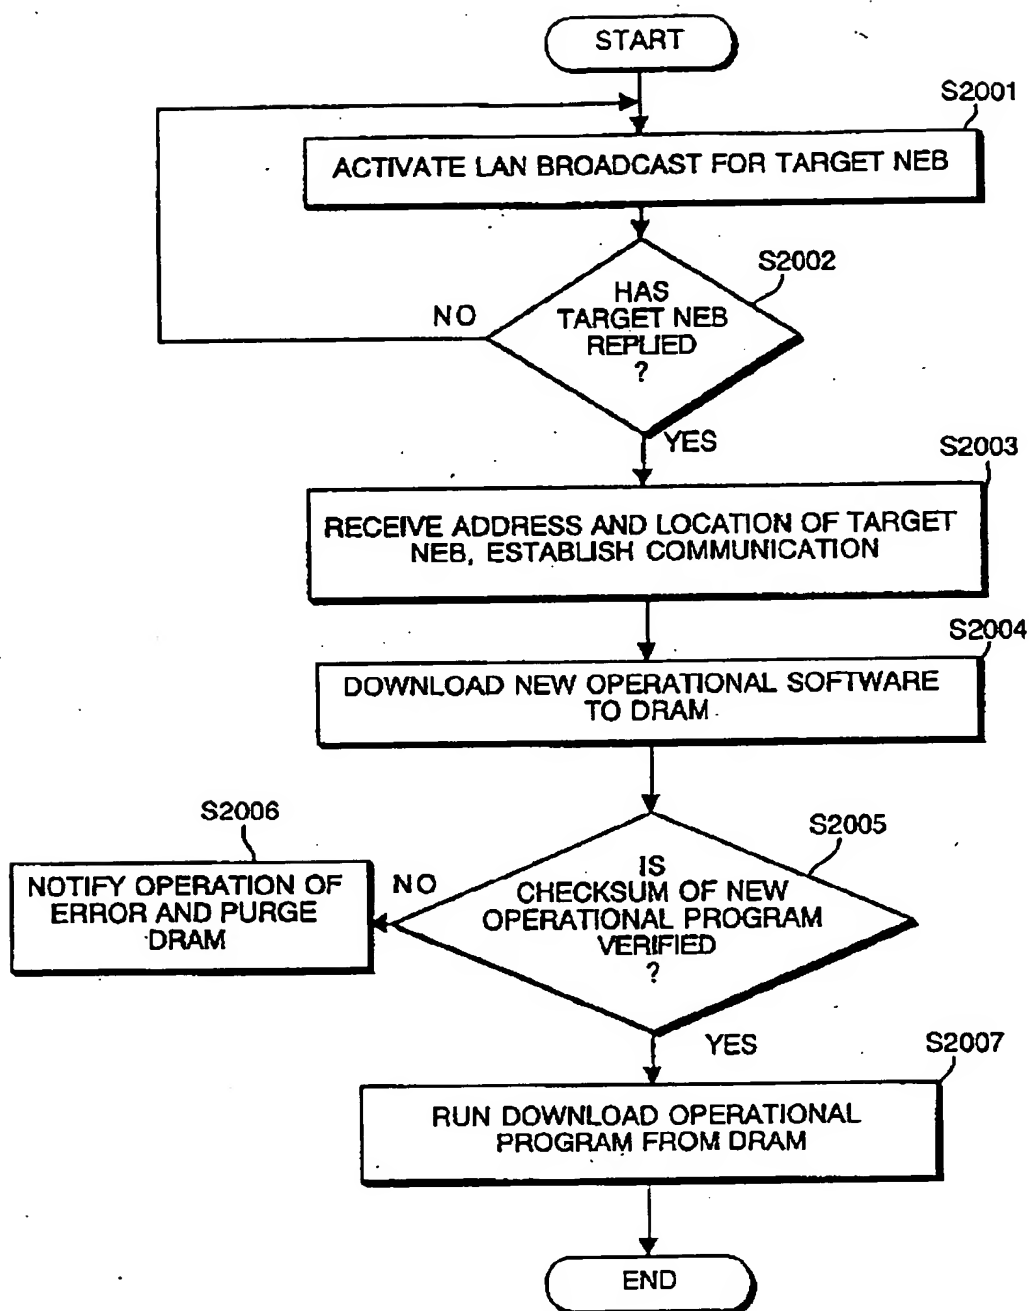 START
S2001
ACTIVATE LAN BROADCAST FOR TARGET NEB
S2002
HAS
TARGET NEB
REPLIED
?
NO
YES
S2003
RECEIVE ADDRESS AND LOCATION OF TARGET
NEB, ESTABLISH COMMUNICATION
S2004
DOWNLOAD NEW OPERATIONAL SOFTWARE
TO DRAM
S2005
IS
CHECKSUM OF NEW
OPERATIONAL PROGRAM
VERIFIED
?
NO
S2006
NOTIFY OPERATION OF
ERROR AND PURGE
DRAM
YES
S2007
RUN DOWNLOAD OPERATIONAL
PROGRAM FROM DRAM
END